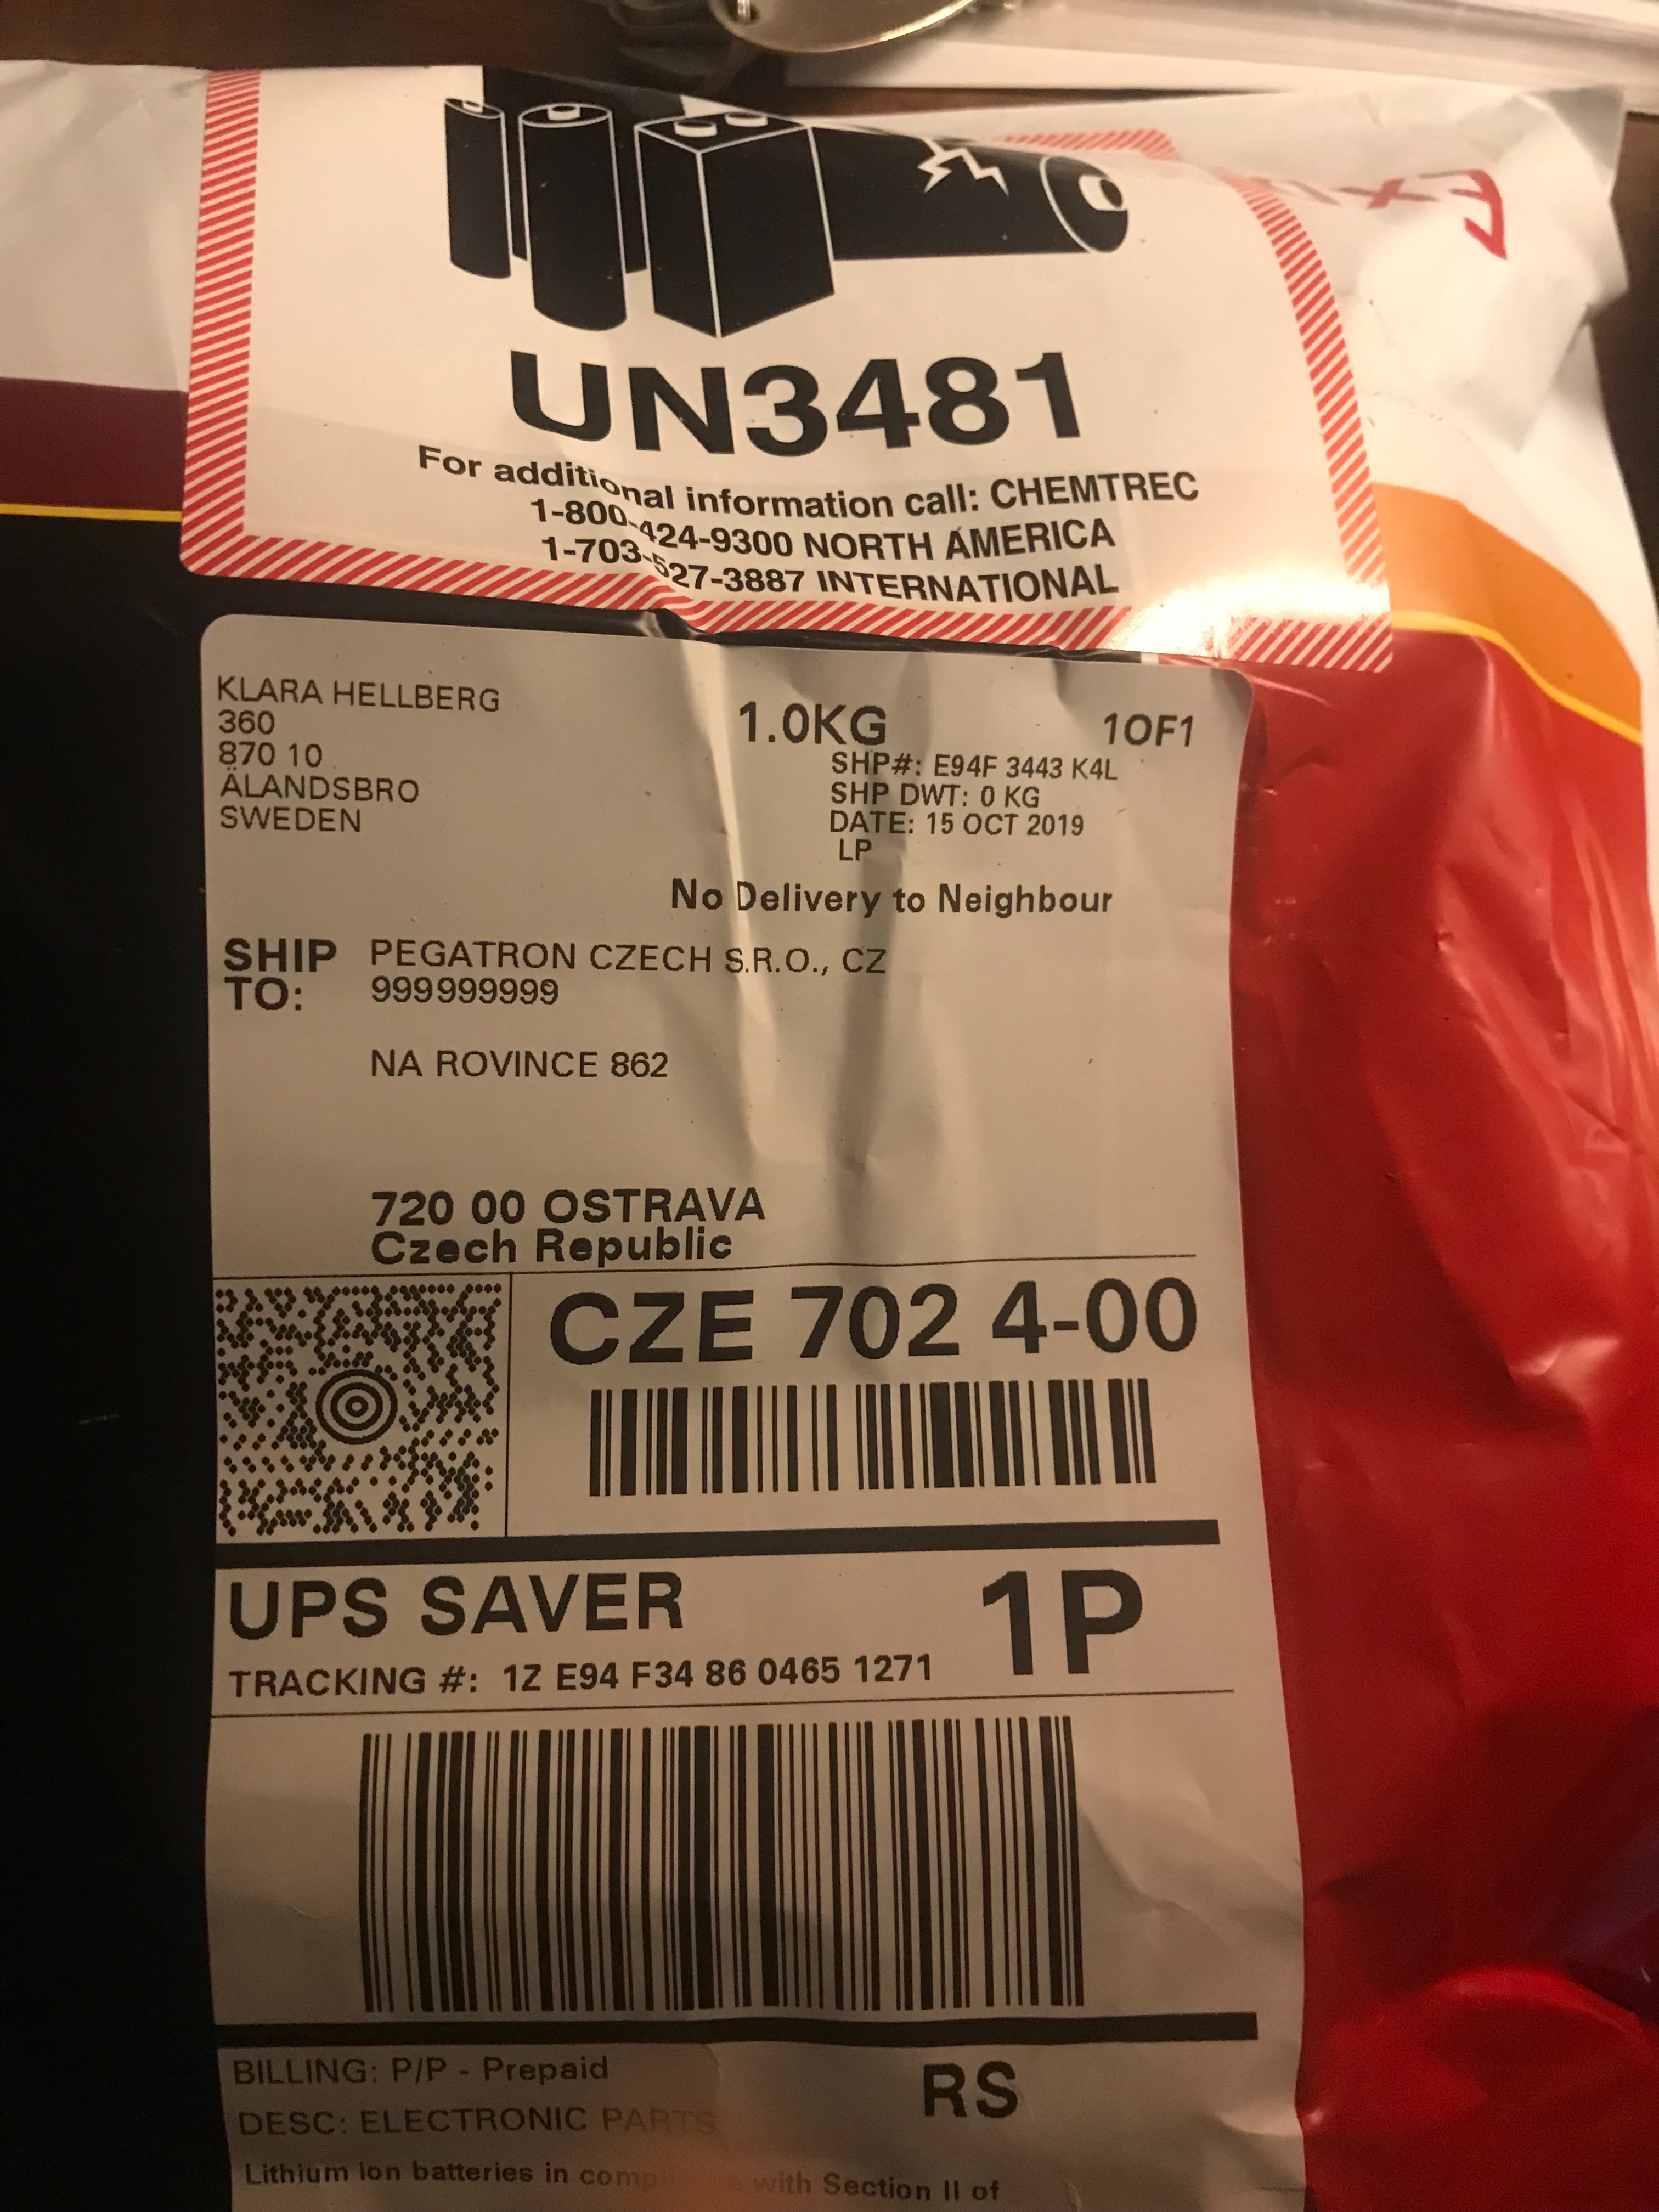 UN3481
For additional information call: CHEMTREC
1-800-424-9300 NORTH AMERICA
1-703-527-3887 INTERNATIONAL
KLARA HELLBERG
360
870 10
ÄLANDSBRO
SWEDEN
1.0KG
1OF1
SHP#: E94F 3443 K4L
SHP DWT: 0 KG
DATE: 15 OCT 2019
LP
No Delivery to Neighbour
SHIP TO:
PEGATRON CZECH S.R.O., CZ
999999999
NA ROVINCE 862
720 00 OSTRAVA
Czech Republic
CZE 702 4-00
UPS SAVER
1P
TRACKING #: 1Z E94 F34 86 0465 1271
BILLING: P/P - Prepaid
RS
DESC: ELECTRONIC PARTS
Lithium ion batteries in with Section II of